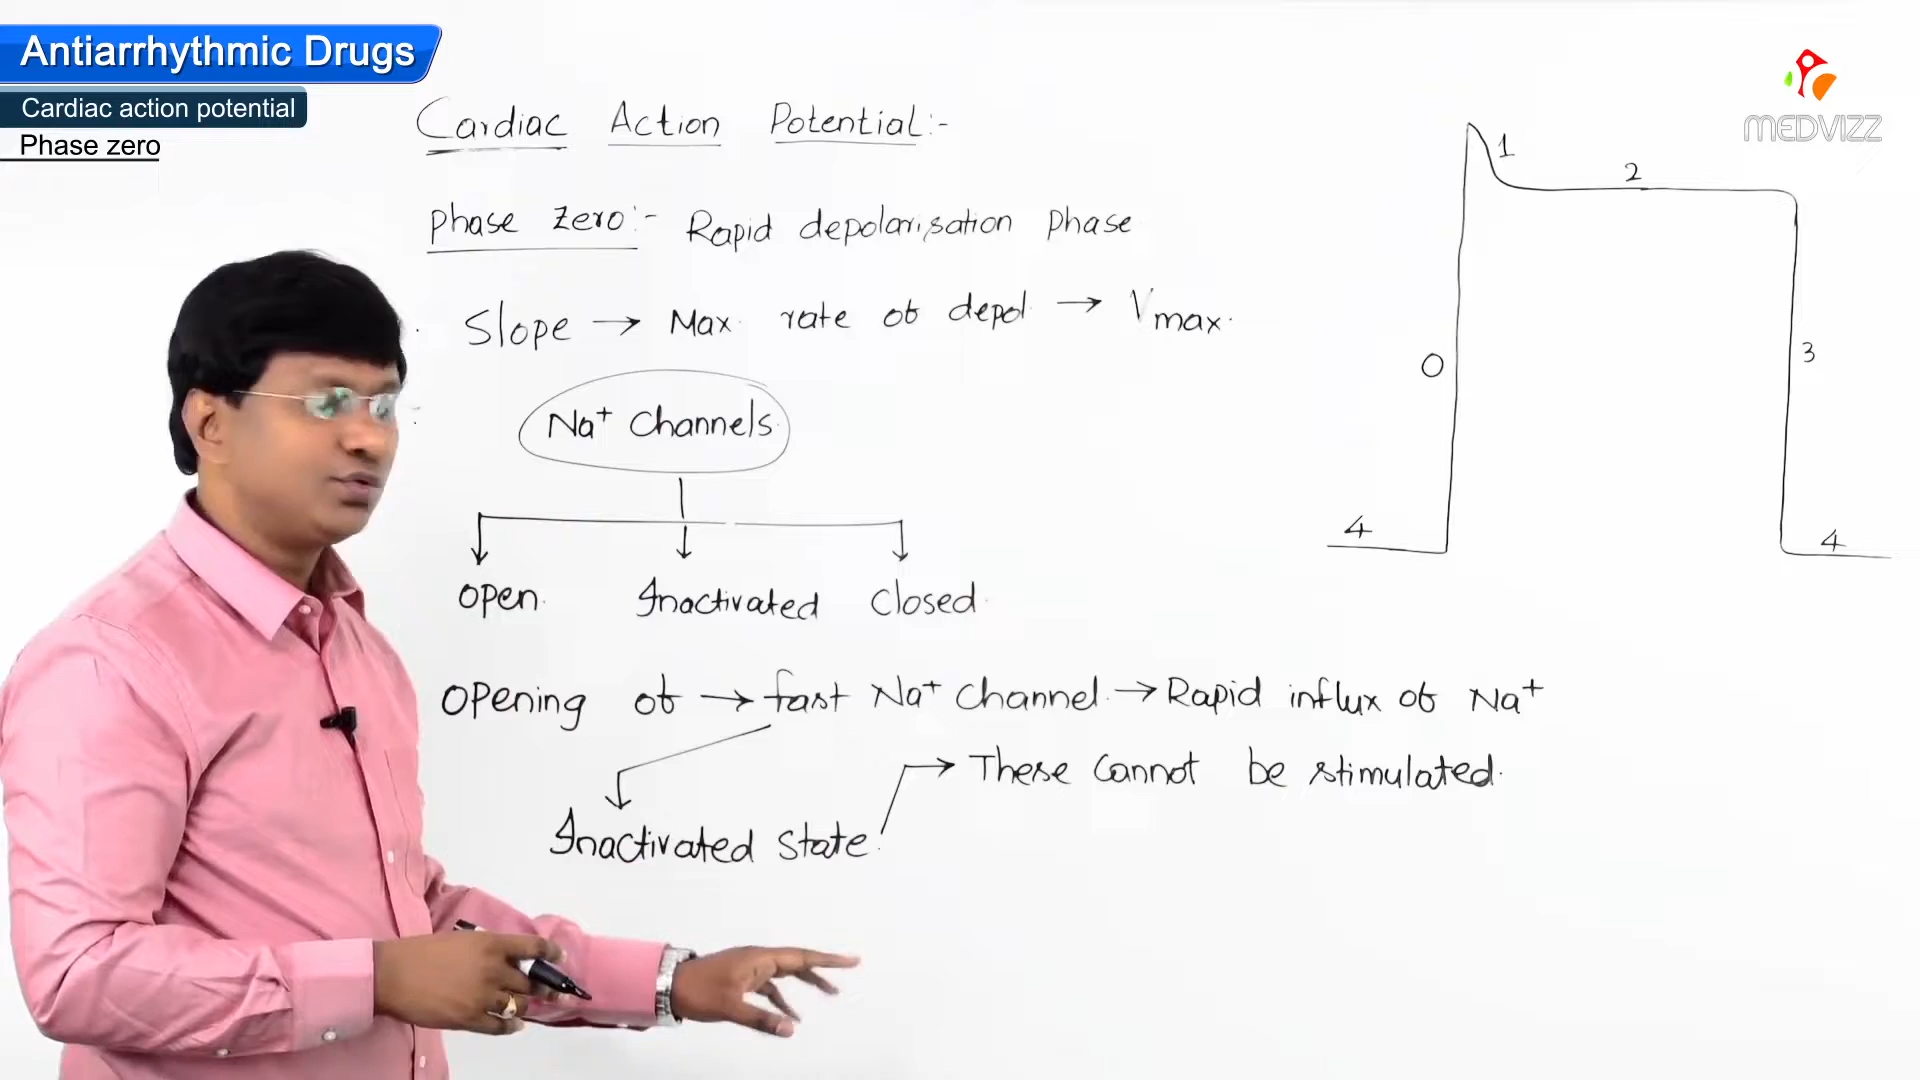 Antiarrhythmic Drugs
Cardiac action potential
Phase zero
MEDVIZZ
Cardiac Action Potential:-
Phase Zero:- Rapid depolarisation Phase
Slope → Max. rate of depol → Vmax.
Na+ Channels
Open. Inactivated Closed.
Opening of → fast Na+ Channel. → Rapid influx of Na+
→ These Cannot be stimulated.
Inactivated state.
0
1
2
3
4
4